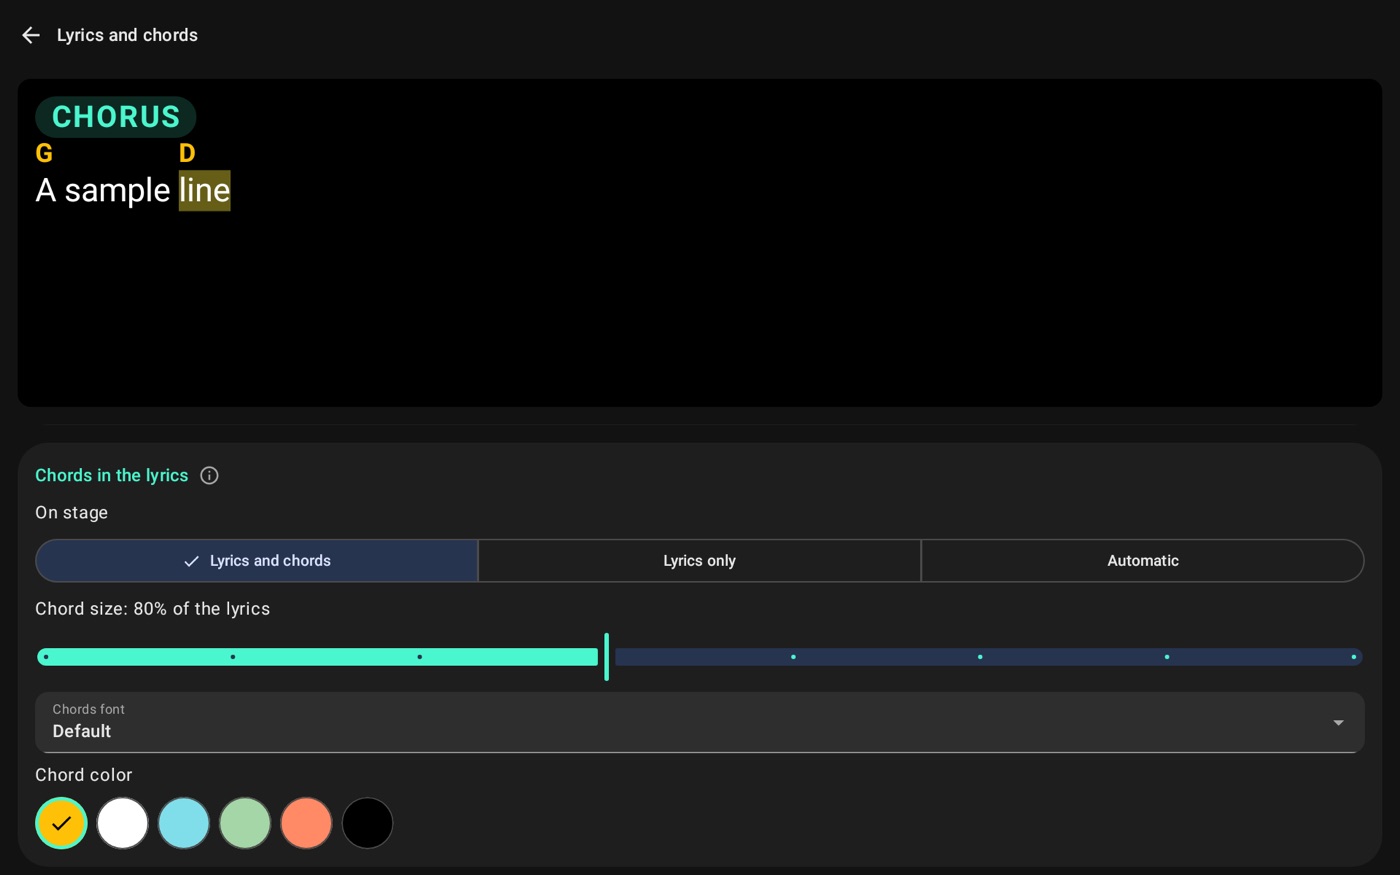 Lyrics and chords
CHORUS
G D
A sample line
Chords in the lyrics
On stage
Lyrics and chords
Lyrics only
Automatic
Chord size: 80% of the lyrics
Chords font
Default
Chord color